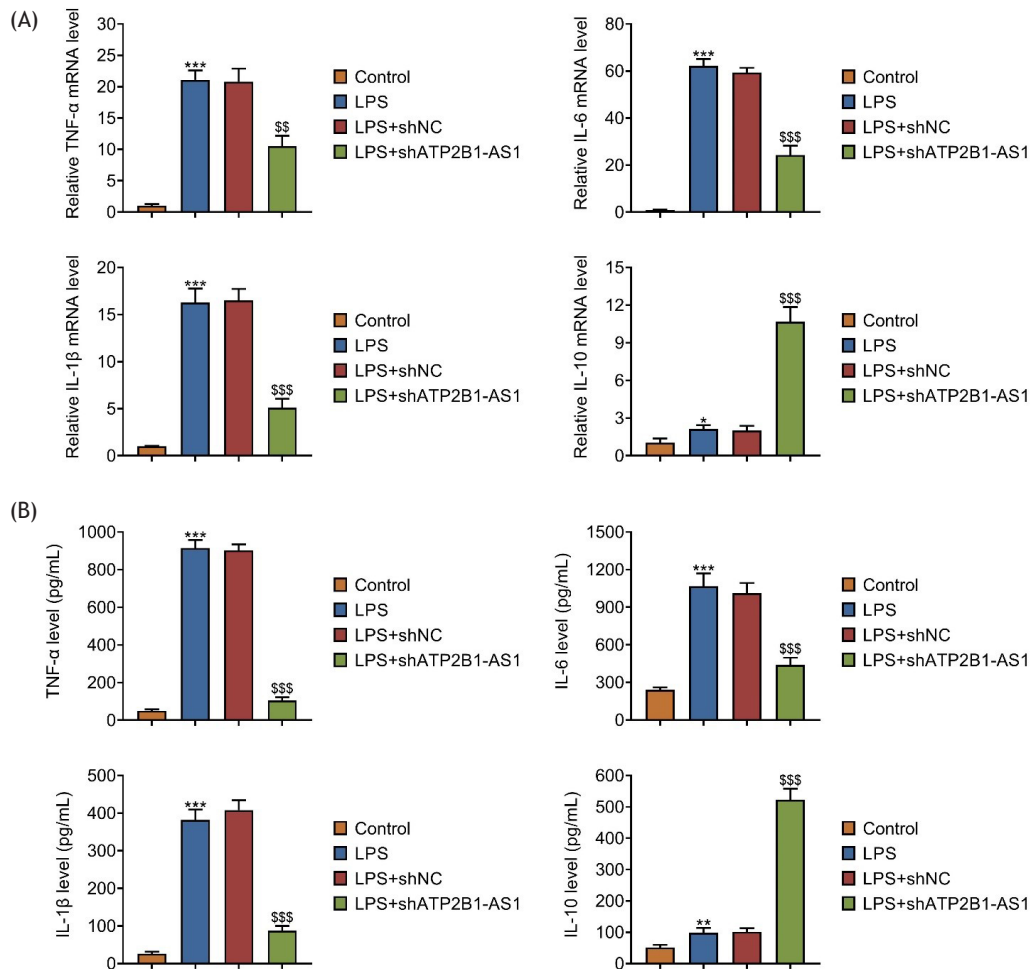 (A)
Relative TNF-α mRNA level
30
25
20
15
10
5
0
***
$$
Control
LPS
LPS+shNC
LPS+shATP2B1-AS1
Relative IL-6 mRNA level
80
60
40
20
0
***
$$$
Control
LPS
LPS+shNC
LPS+shATP2B1-AS1
Relative IL-1β mRNA level
20
15
10
5
0
***
$$$
Control
LPS
LPS+shNC
LPS+shATP2B1-AS1
Relative IL-10 mRNA level
15
12
9
6
3
0
*
$$$
Control
LPS
LPS+shNC
LPS+shATP2B1-AS1
(B)
TNF-α level (pg/mL)
1000
800
600
400
200
0
***
$$$
Control
LPS
LPS+shNC
LPS+shATP2B1-AS1
IL-6 level (pg/mL)
1500
1200
900
600
300
0
***
$$$
Control
LPS
LPS+shNC
LPS+shATP2B1-AS1
IL-1β level (pg/mL)
500
400
300
200
100
0
***
$$$
Control
LPS
LPS+shNC
LPS+shATP2B1-AS1
IL-10 level (pg/mL)
600
500
400
300
200
100
0
**
$$$
Control
LPS
LPS+shNC
LPS+shATP2B1-AS1